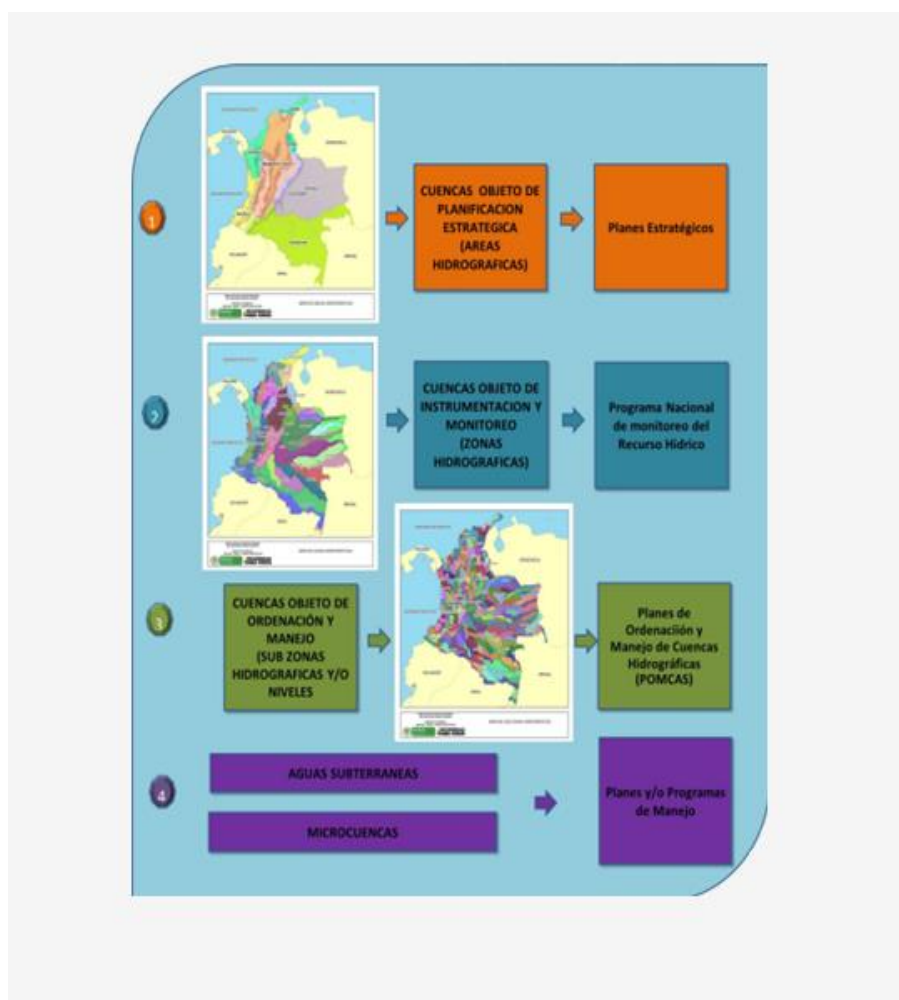 1
CUENCAS OBJETO DE
PLANIFICACION
ESTRATEGICA
(AREAS
HIDROGRAFICAS)
Planes Estratégicos
2
CUENCAS OBJETO DE
INSTRUMENTACION Y
MONITOREO
(ZONAS
HIDROGRAFICAS)
Programa Nacional
de monitoreo del
Recurso Hídrico
3
CUENCAS OBJETO DE
ORDENACIÓN Y
MANEJO
(SUB ZONAS
HIDROGRAFICAS Y/O
NIVELES
Planes de
Ordenaciión y
Manejo de Cuencas
Hidrográficas
(POMCAS)
4
AGUAS SUBTERRANEAS
MICROCUENCAS
Planes y/o Programas
de Manejo